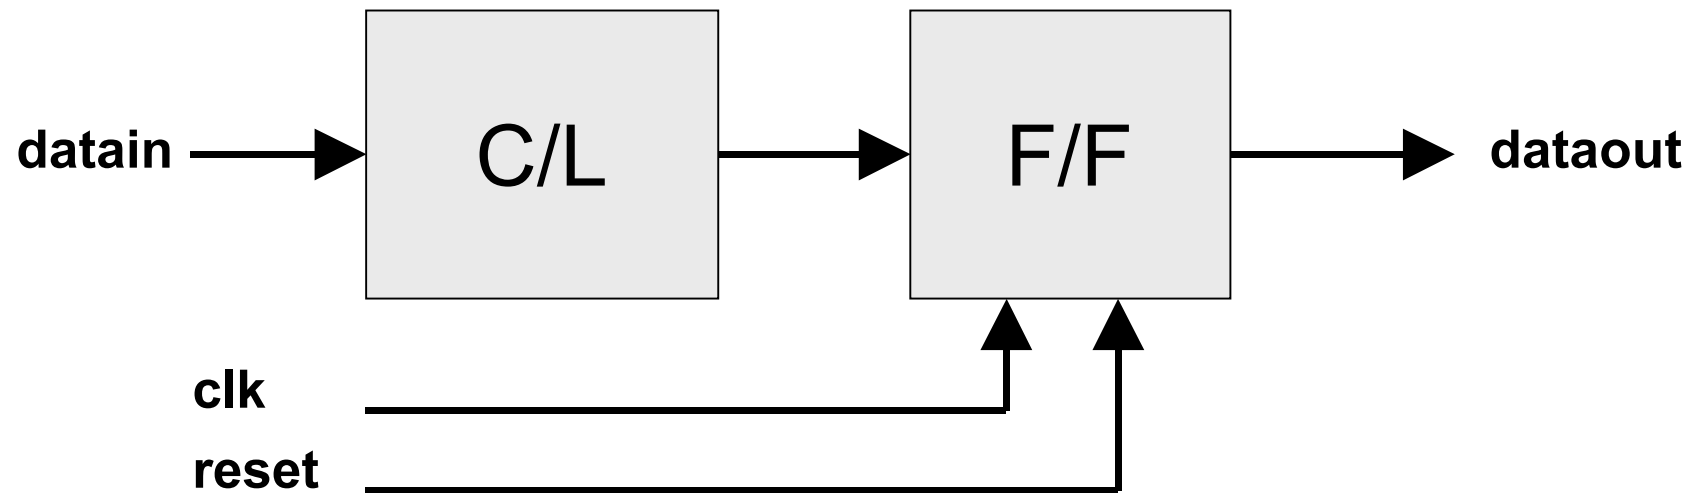 datain
C/L
F/F
dataout
clk
reset